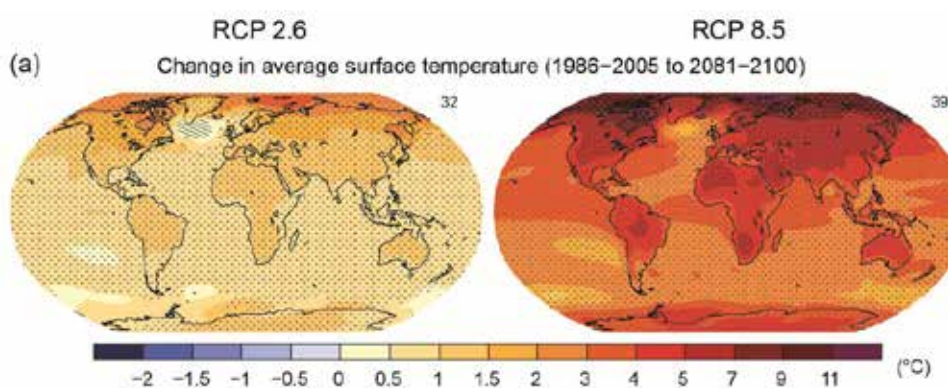 RCP 2.6 RCP 8.5
(a) Change in average surface temperature (1986−2005 to 2081−2100)
32 39
−2 −1.5 −1 −0.5 0 0.5 1 1.5 2 3 4 5 7 9 11 (°C)